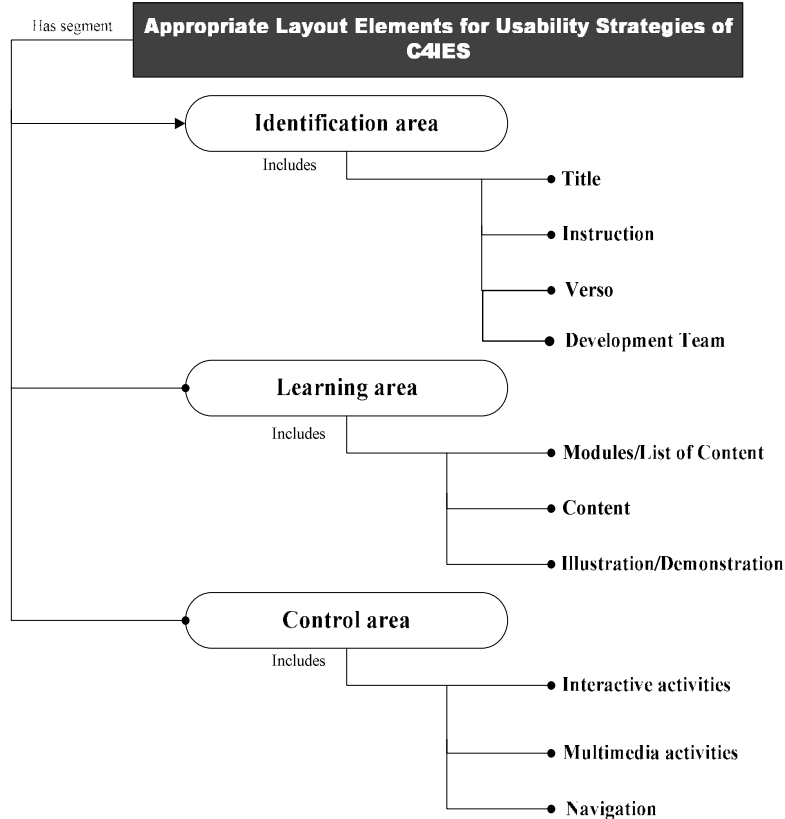 Has segment
Appropriate Layout Elements for Usability Strategies of
C4IES
Identification area
Includes
Title
Instruction
Verso
Development Team
Learning area
Includes
Modules/List of Content
Content
Illustration/Demonstration
Control area
Includes
Interactive activities
Multimedia activities
Navigation